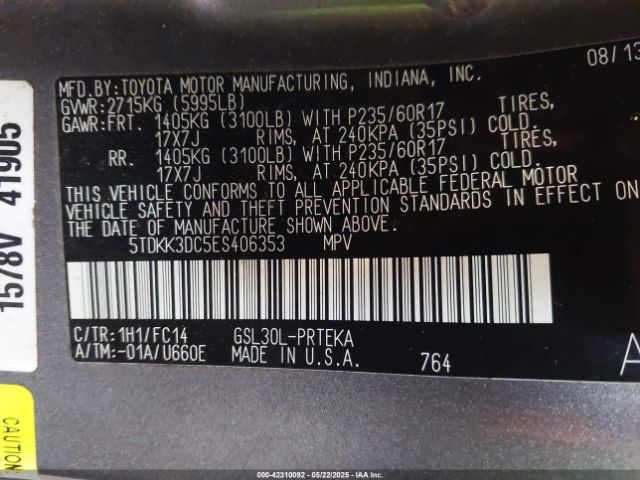 08/13
MFD.BY:TOYOTA MOTOR MANUFACTURING, INDIANA, INC.
GVWR:2715KG (5995LB)
GAWR:FRT. 1405KG (3100LB) WITH P235/60R17 TIRES,
17X7J RIMS, AT 240KPA (35PSI) COLD.
RR. 1405KG (3100LB) WITH P235/60R17 TIRES,
17X7J RIMS, AT 240KPA (35PSI) COLD.
THIS VEHICLE CONFORMS TO ALL APPLICABLE FEDERAL MOTOR
VEHICLE SAFETY AND THEFT PREVENTION STANDARDS IN EFFECT ON
THE DATE OF MANUFACTURE SHOWN ABOVE.
5TDKK3DC5ES406353 MPV
C/TR:1H1/FC14 GSL30L-PRTEKA
A/TM:-01A/U660E MADE IN U.S.A. 764
A
1578V 41905
CAUTION
000-42310092 - 05/22/2025 - IAAI